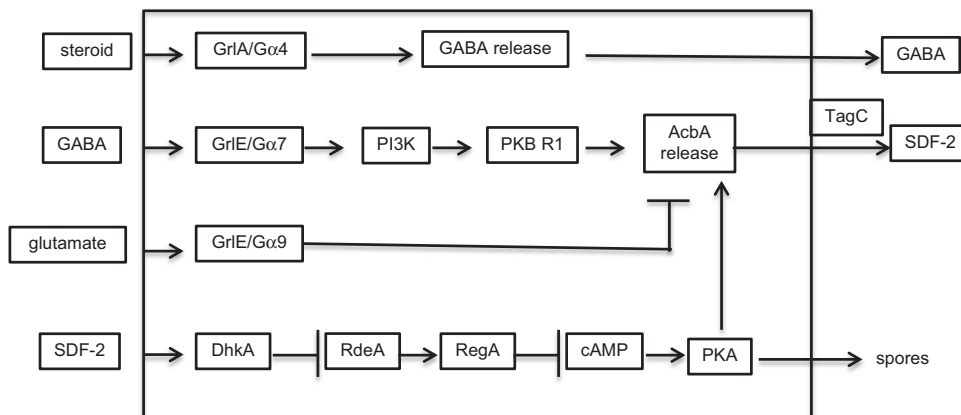 steroid
GrlA/Gα4
GABA release
GABA
TagC
GABA
GrlE/Gα7
PI3K
PKB R1
AcbA
release
SDF-2
glutamate
GrlE/Gα9
SDF-2
DhkA
RdeA
RegA
cAMP
PKA
spores